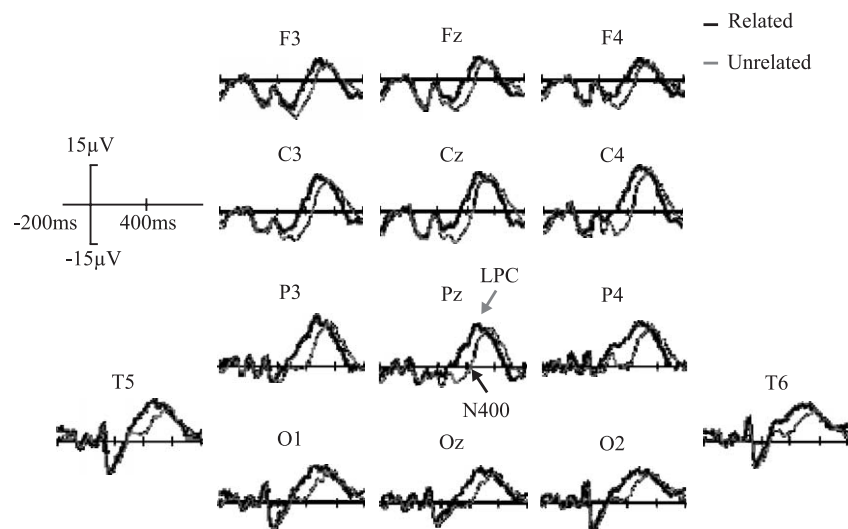 Related
Unrelated
F3 Fz F4
15µV
-200ms 400ms
-15µV
C3 Cz C4
LPC
P3 Pz P4
N400
T5 T6
O1 Oz O2